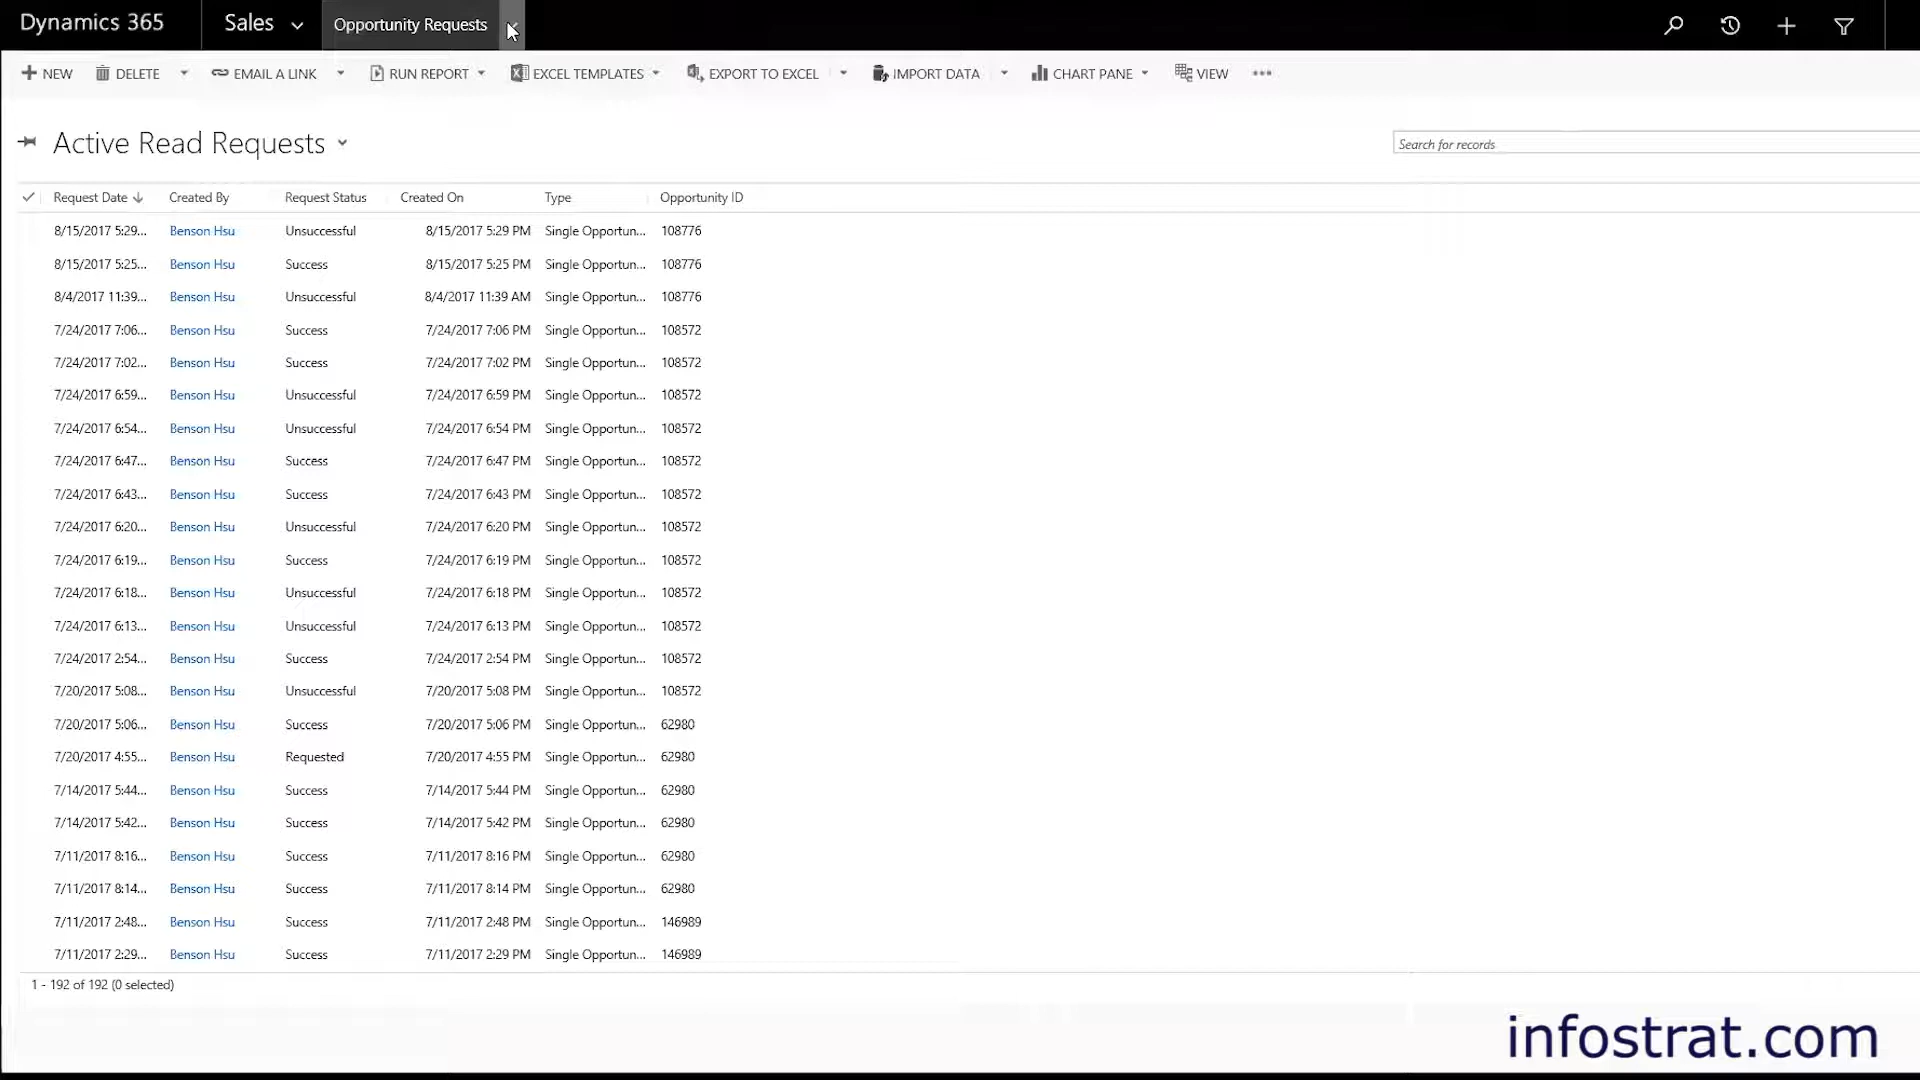 Dynamics 365 Sales Opportunity Requests
NEW DELETE EMAIL A LINK RUN REPORT EXCEL TEMPLATES EXPORT TO EXCEL IMPORT DATA CHART PANE VIEW •••
Active Read Requests
Search for records
Request Date Created By Request Status Created On Type Opportunity ID
8/15/2017 5:29... Benson Hsu Unsuccessful 8/15/2017 5:29 PM Single Opportun... 108776
8/15/2017 5:25... Benson Hsu Success 8/15/2017 5:25 PM Single Opportun... 108776
8/4/2017 11:39... Benson Hsu Unsuccessful 8/4/2017 11:39 AM Single Opportun... 108776
7/24/2017 7:06... Benson Hsu Success 7/24/2017 7:06 PM Single Opportun... 108572
7/24/2017 7:02... Benson Hsu Success 7/24/2017 7:02 PM Single Opportun... 108572
7/24/2017 6:59... Benson Hsu Unsuccessful 7/24/2017 6:59 PM Single Opportun... 108572
7/24/2017 6:54... Benson Hsu Unsuccessful 7/24/2017 6:54 PM Single Opportun... 108572
7/24/2017 6:47... Benson Hsu Success 7/24/2017 6:47 PM Single Opportun... 108572
7/24/2017 6:43... Benson Hsu Success 7/24/2017 6:43 PM Single Opportun... 108572
7/24/2017 6:20... Benson Hsu Unsuccessful 7/24/2017 6:20 PM Single Opportun... 108572
7/24/2017 6:19... Benson Hsu Success 7/24/2017 6:19 PM Single Opportun... 108572
7/24/2017 6:18... Benson Hsu Unsuccessful 7/24/2017 6:18 PM Single Opportun... 108572
7/24/2017 6:13... Benson Hsu Unsuccessful 7/24/2017 6:13 PM Single Opportun... 108572
7/24/2017 2:54... Benson Hsu Success 7/24/2017 2:54 PM Single Opportun... 108572
7/20/2017 5:08... Benson Hsu Unsuccessful 7/20/2017 5:08 PM Single Opportun... 108572
7/20/2017 5:06... Benson Hsu Success 7/20/2017 5:06 PM Single Opportun... 62980
7/20/2017 4:55... Benson Hsu Requested 7/20/2017 4:55 PM Single Opportun... 62980
7/14/2017 5:44... Benson Hsu Success 7/14/2017 5:44 PM Single Opportun... 62980
7/14/2017 5:42... Benson Hsu Success 7/14/2017 5:42 PM Single Opportun... 62980
7/11/2017 8:16... Benson Hsu Success 7/11/2017 8:16 PM Single Opportun... 62980
7/11/2017 8:14... Benson Hsu Success 7/11/2017 8:14 PM Single Opportun... 62980
7/11/2017 2:48... Benson Hsu Success 7/11/2017 2:48 PM Single Opportun... 146989
7/11/2017 2:29... Benson Hsu Success 7/11/2017 2:29 PM Single Opportun... 146989
1 - 192 of 192 (0 selected)
infostrat.com